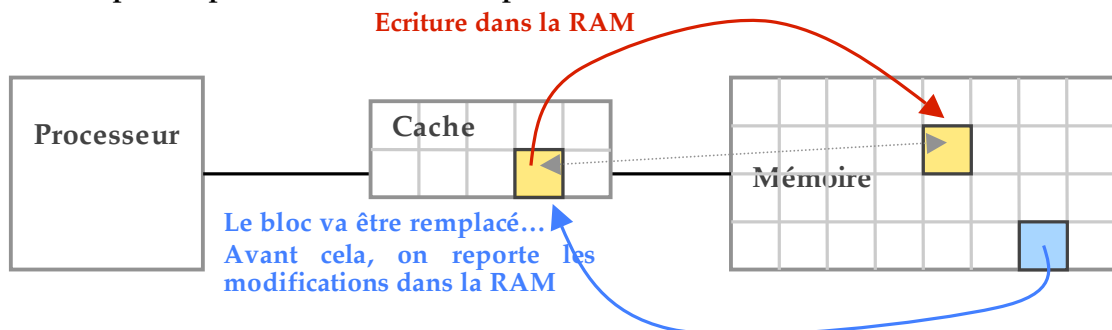 Ecriture dans la RAM
Processeur
Cache
Mémoire
Le bloc va être remplacé…
Avant cela, on reporte les
modifications dans la RAM